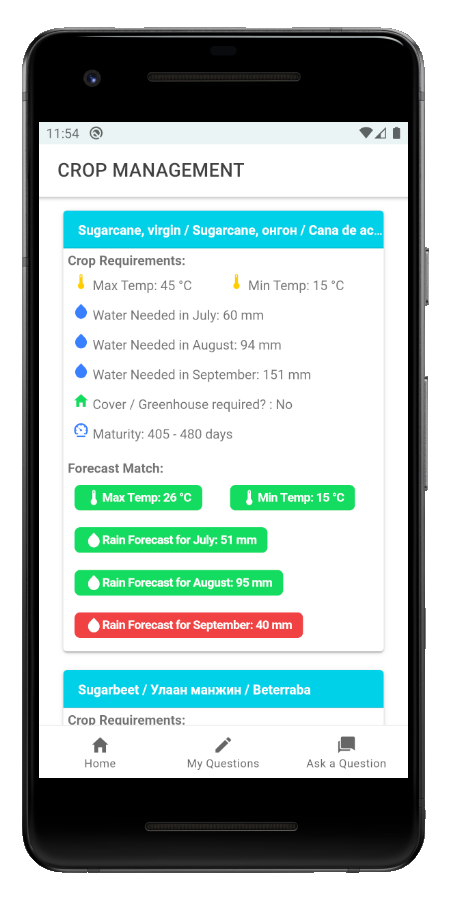 11:54
CROP MANAGEMENT
Sugarcane, virgin / Sugarcane, онгон / Cana de ac...
Crop Requirements:
Max Temp: 45 °C Min Temp: 15 °C
Water Needed in July: 60 mm
Water Needed in August: 94 mm
Water Needed in September: 151 mm
Cover / Greenhouse required? : No
Maturity: 405 - 480 days
Forecast Match:
Max Temp: 26 °C Min Temp: 15 °C
Rain Forecast for July: 51 mm
Rain Forecast for August: 95 mm
Rain Forecast for September: 40 mm
Sugarbeet / Улаан манжин / Beterraba
Crop Requirements:
Home My Questions Ask a Question